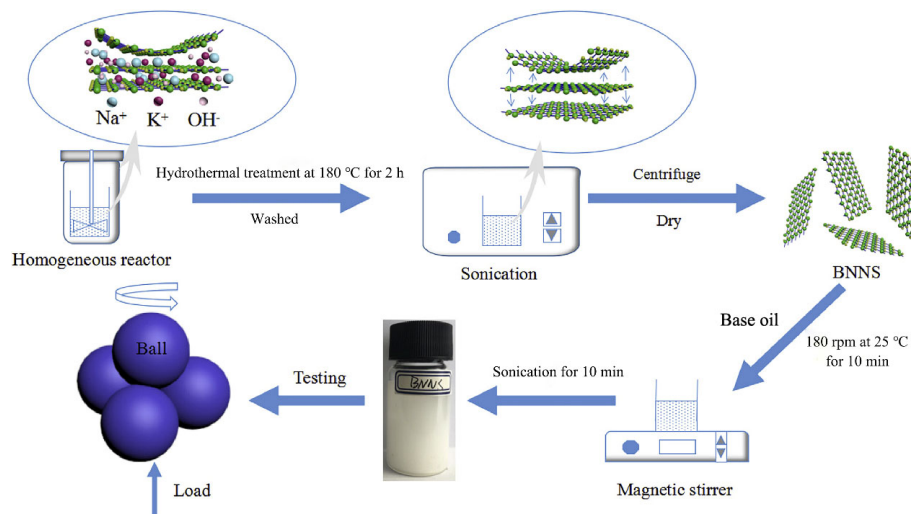 Na⁺ K⁺ OH⁻
Hydrothermal treatment at 180 ℃ for 2 h
Washed
Homogeneous reactor
Sonication
Centrifuge
Dry
BNNS
Base oil
180 rpm at 25 ℃
for 10 min
Magnetic stirrer
Sonication for 10 min
BNNS
Testing
Ball
Load